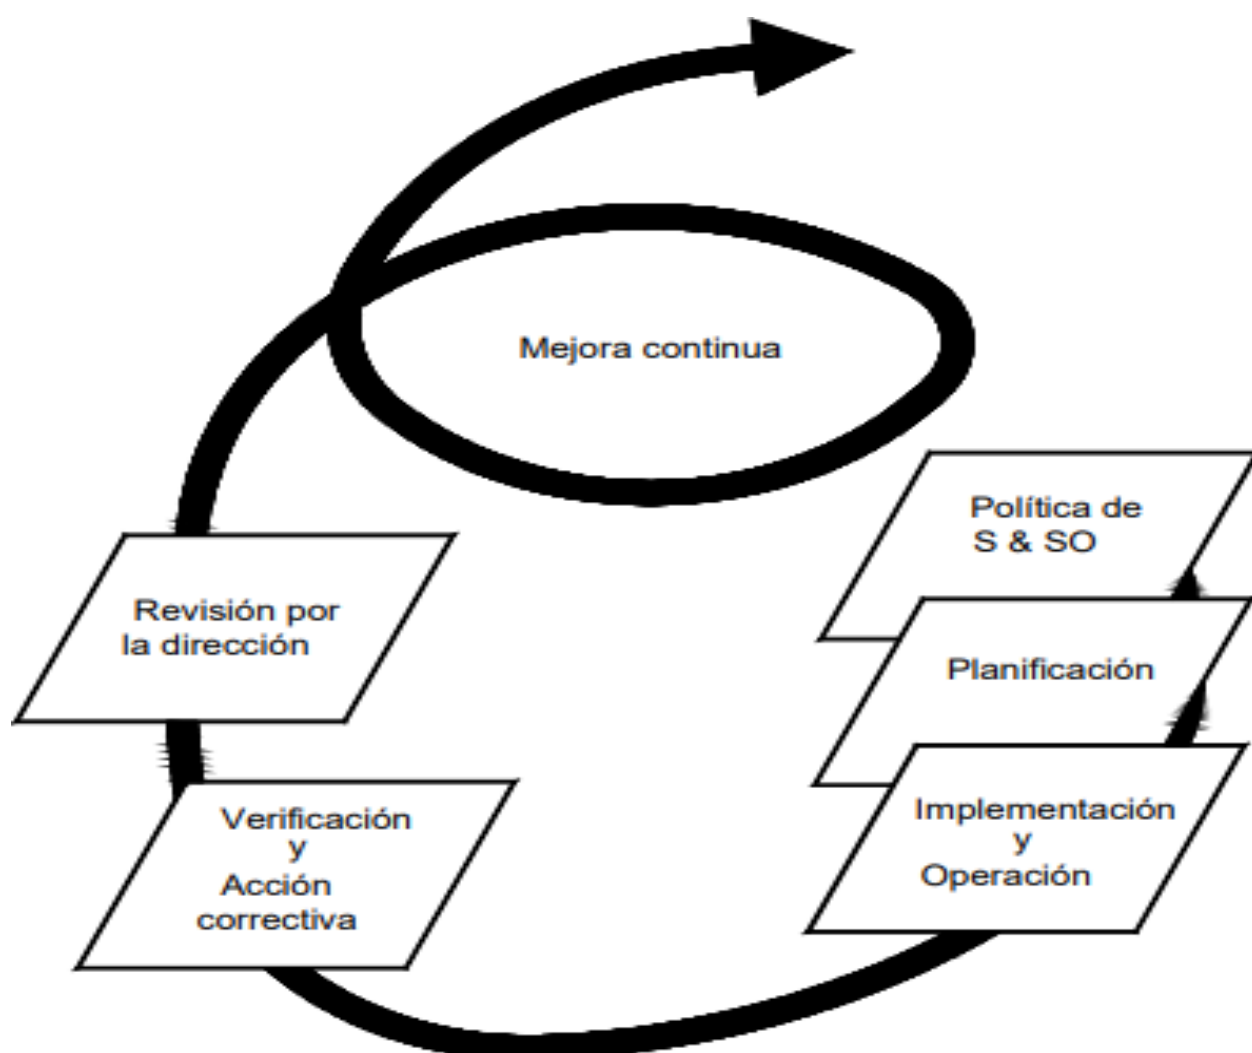 Mejora continua
Política de
S & SO
Planificación
Implementación
y
Operación
Verificación
y
Acción
correctiva
Revisión por
la dirección